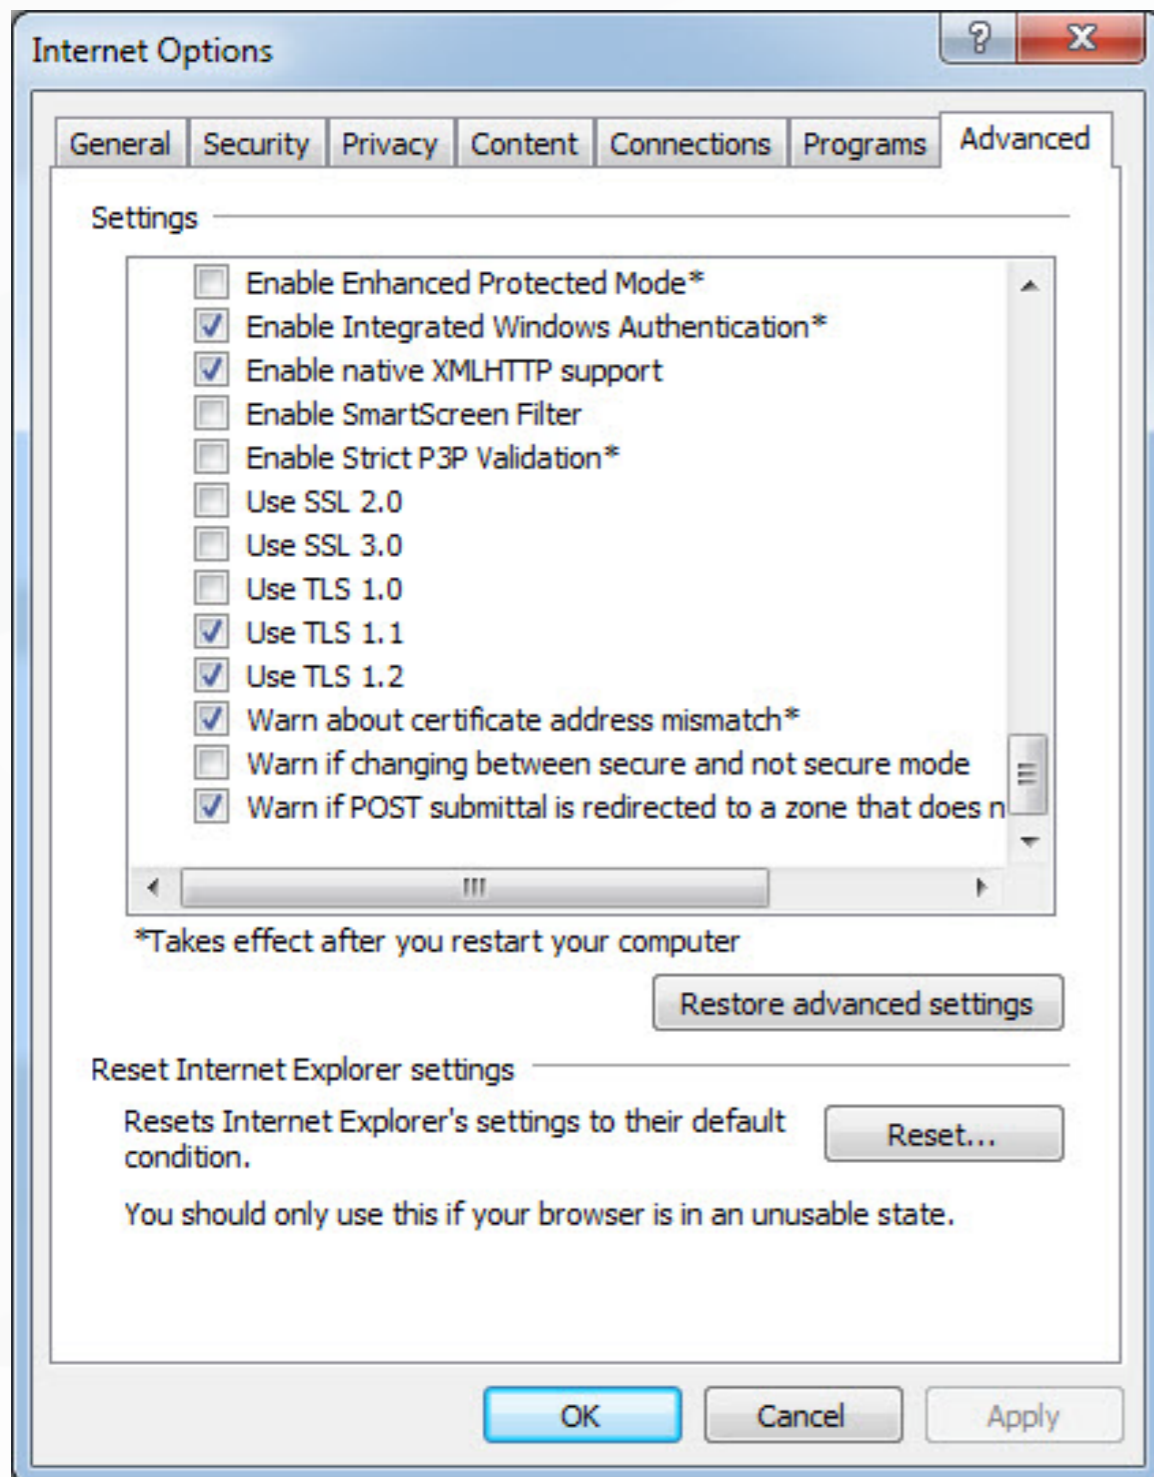 Internet Options
General Security Privacy Content Connections Programs Advanced
Settings
Enable Enhanced Protected Mode*
Enable Integrated Windows Authentication*
Enable native XMLHTTP support
Enable SmartScreen Filter
Enable Strict P3P Validation*
Use SSL 2.0
Use SSL 3.0
Use TLS 1.0
Use TLS 1.1
Use TLS 1.2
Warn about certificate address mismatch*
Warn if changing between secure and not secure mode
Warn if POST submittal is redirected to a zone that does n
*Takes effect after you restart your computer
Restore advanced settings
Reset Internet Explorer settings
Resets Internet Explorer's settings to their default
condition.
Reset...
You should only use this if your browser is in an unusable state.
OK Cancel Apply